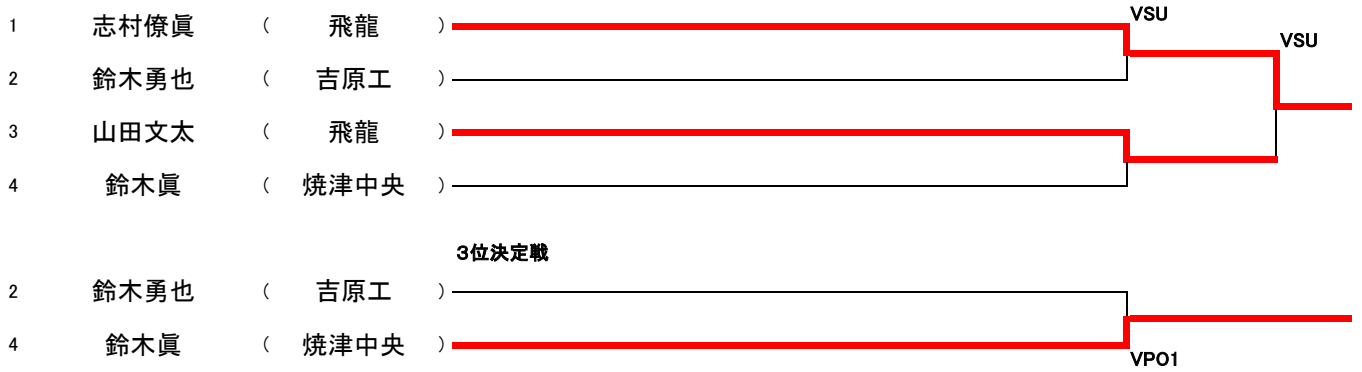 VSU
1 志村僚眞 （ 飛龍 ）
VSU
2 鈴木勇也 （ 吉原工 ）
3 山田文太 （ 飛龍 ）
4 鈴木眞 （ 焼津中央 ）
３位決定戦
2 鈴木勇也 （ 吉原工 ）
4 鈴木眞 （ 焼津中央 ）
VPO1